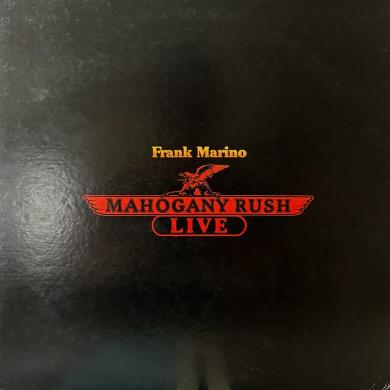 Frank Marino
&
MAHOGANY RUSH
LIVE